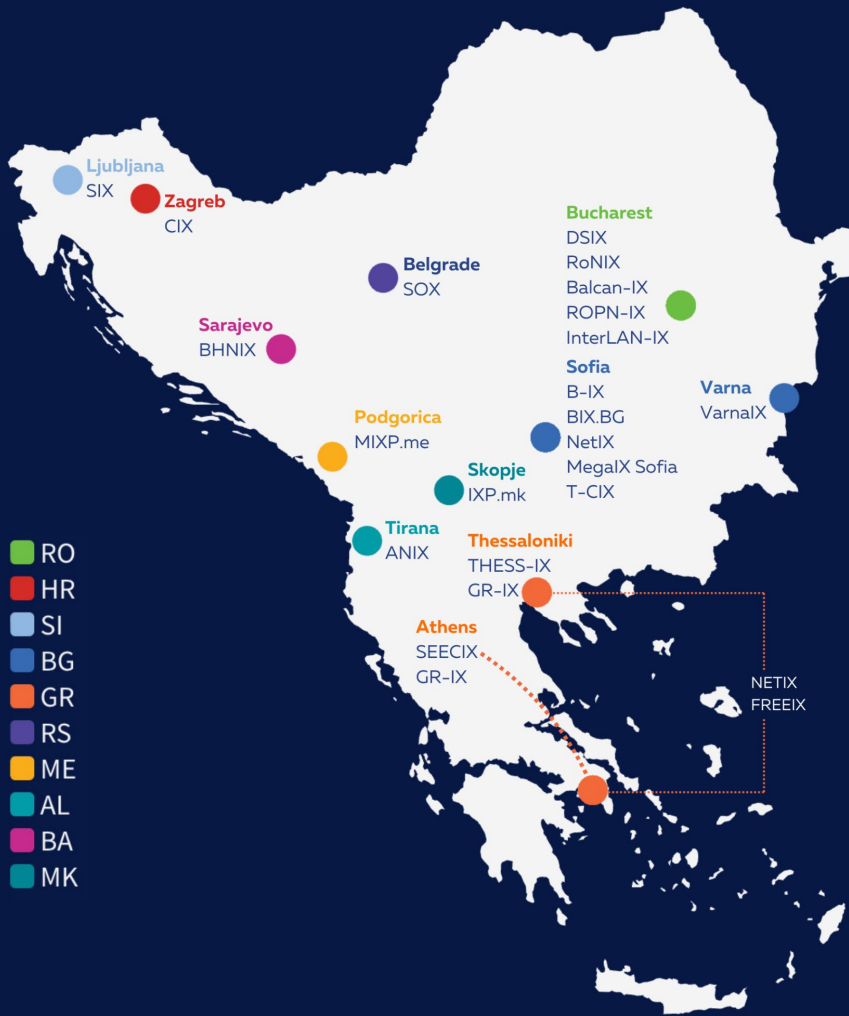 Ljubljana
SIX
Zagreb
CIX
Bucharest
DSIX
RoNIX
Balcan-IX
ROPN-IX
InterLAN-IX
Belgrade
SOX
Sarajevo
BHNIX
Sofia
B-IX
BIX.BG
NetIX
MegaIX Sofia
T-CIX
Varna
VarnaIX
Podgorica
MIXP.me
Skopje
IXP.mk
Tirana
ANIX
Thessaloniki
THESS-IX
GR-IX
Athens
SEECIX
GR-IX
NETIX
FREEIX
RO
HR
SI
BG
GR
RS
ME
AL
BA
MK